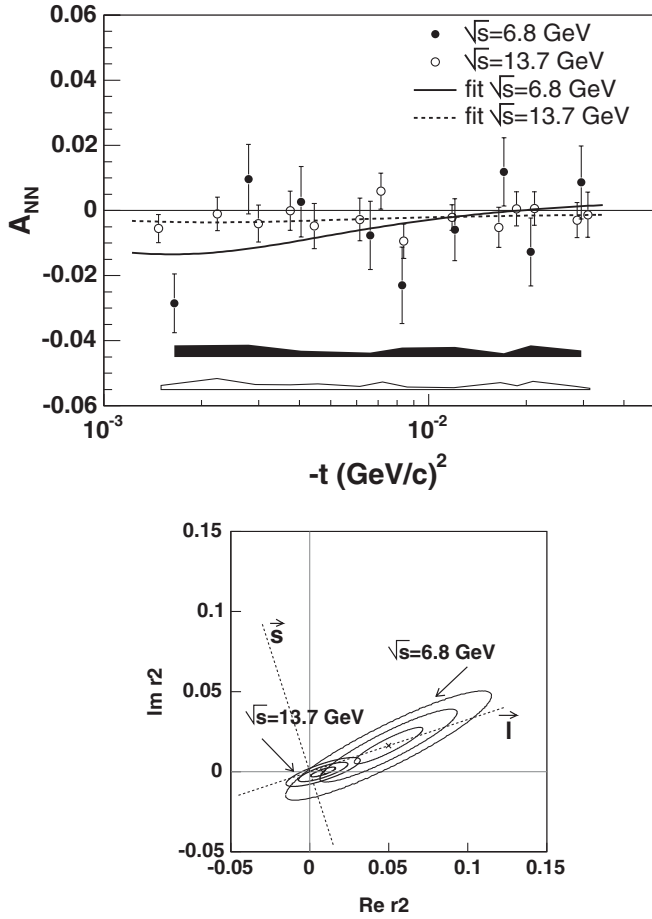 0.06
√s=6.8 GeV
√s=13.7 GeV
fit √s=6.8 GeV
fit √s=13.7 GeV
0.04
0.02
0
-0.02
-0.04
-0.06
A_NN
10^-3
10^-2
-t (GeV/c)^2
0.15
0.1
0.05
0
-0.05
Im r2
s
√s=6.8 GeV
√s=13.7 GeV
l
-0.05
0
0.05
0.1
0.15
Re r2